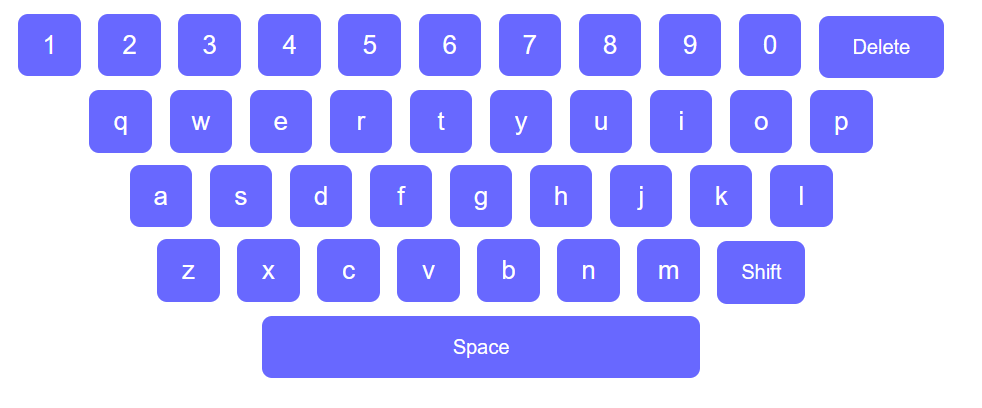 1 2 3 4 5 6 7 8 9 0 Delete
q w e r t y u i o p
a s d f g h j k l
z x c v b n m Shift
Space